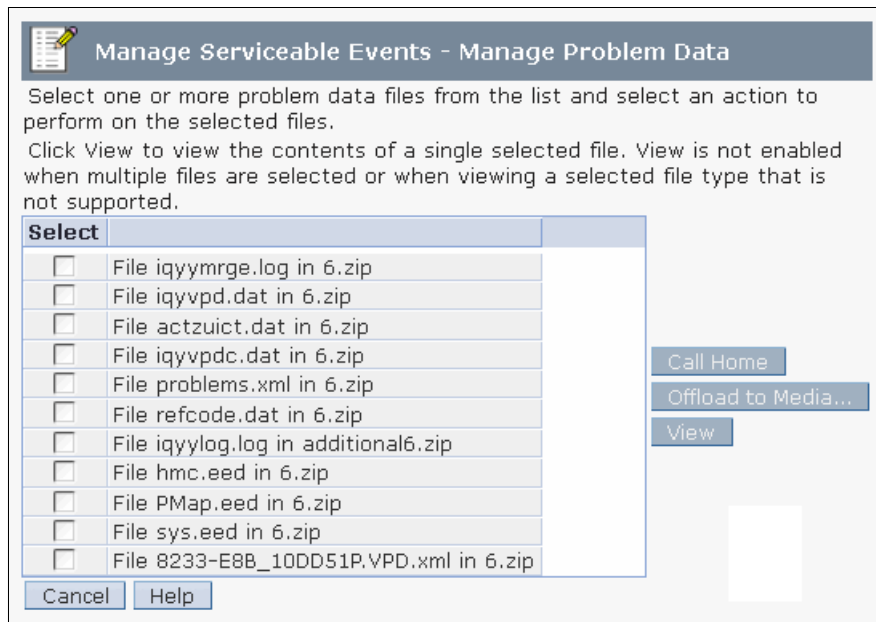 Manage Serviceable Events - Manage Problem Data
Select one or more problem data files from the list and select an action to
perform on the selected files.
Click View to view the contents of a single selected file. View is not enabled
when multiple files are selected or when viewing a selected file type that is
not supported.
Select
File iqyymrge.log in 6.zip
File iqyvpd.dat in 6.zip
File actzuict.dat in 6.zip
File iqyvpdc.dat in 6.zip
File problems.xml in 6.zip
File refcode.dat in 6.zip
File iqyylog.log in additional6.zip
File hmc.eed in 6.zip
File PMap.eed in 6.zip
File sys.eed in 6.zip
File 8233-E8B_10DD51P.VPD.xml in 6.zip
Call Home
Offload to Media...
View
Cancel Help